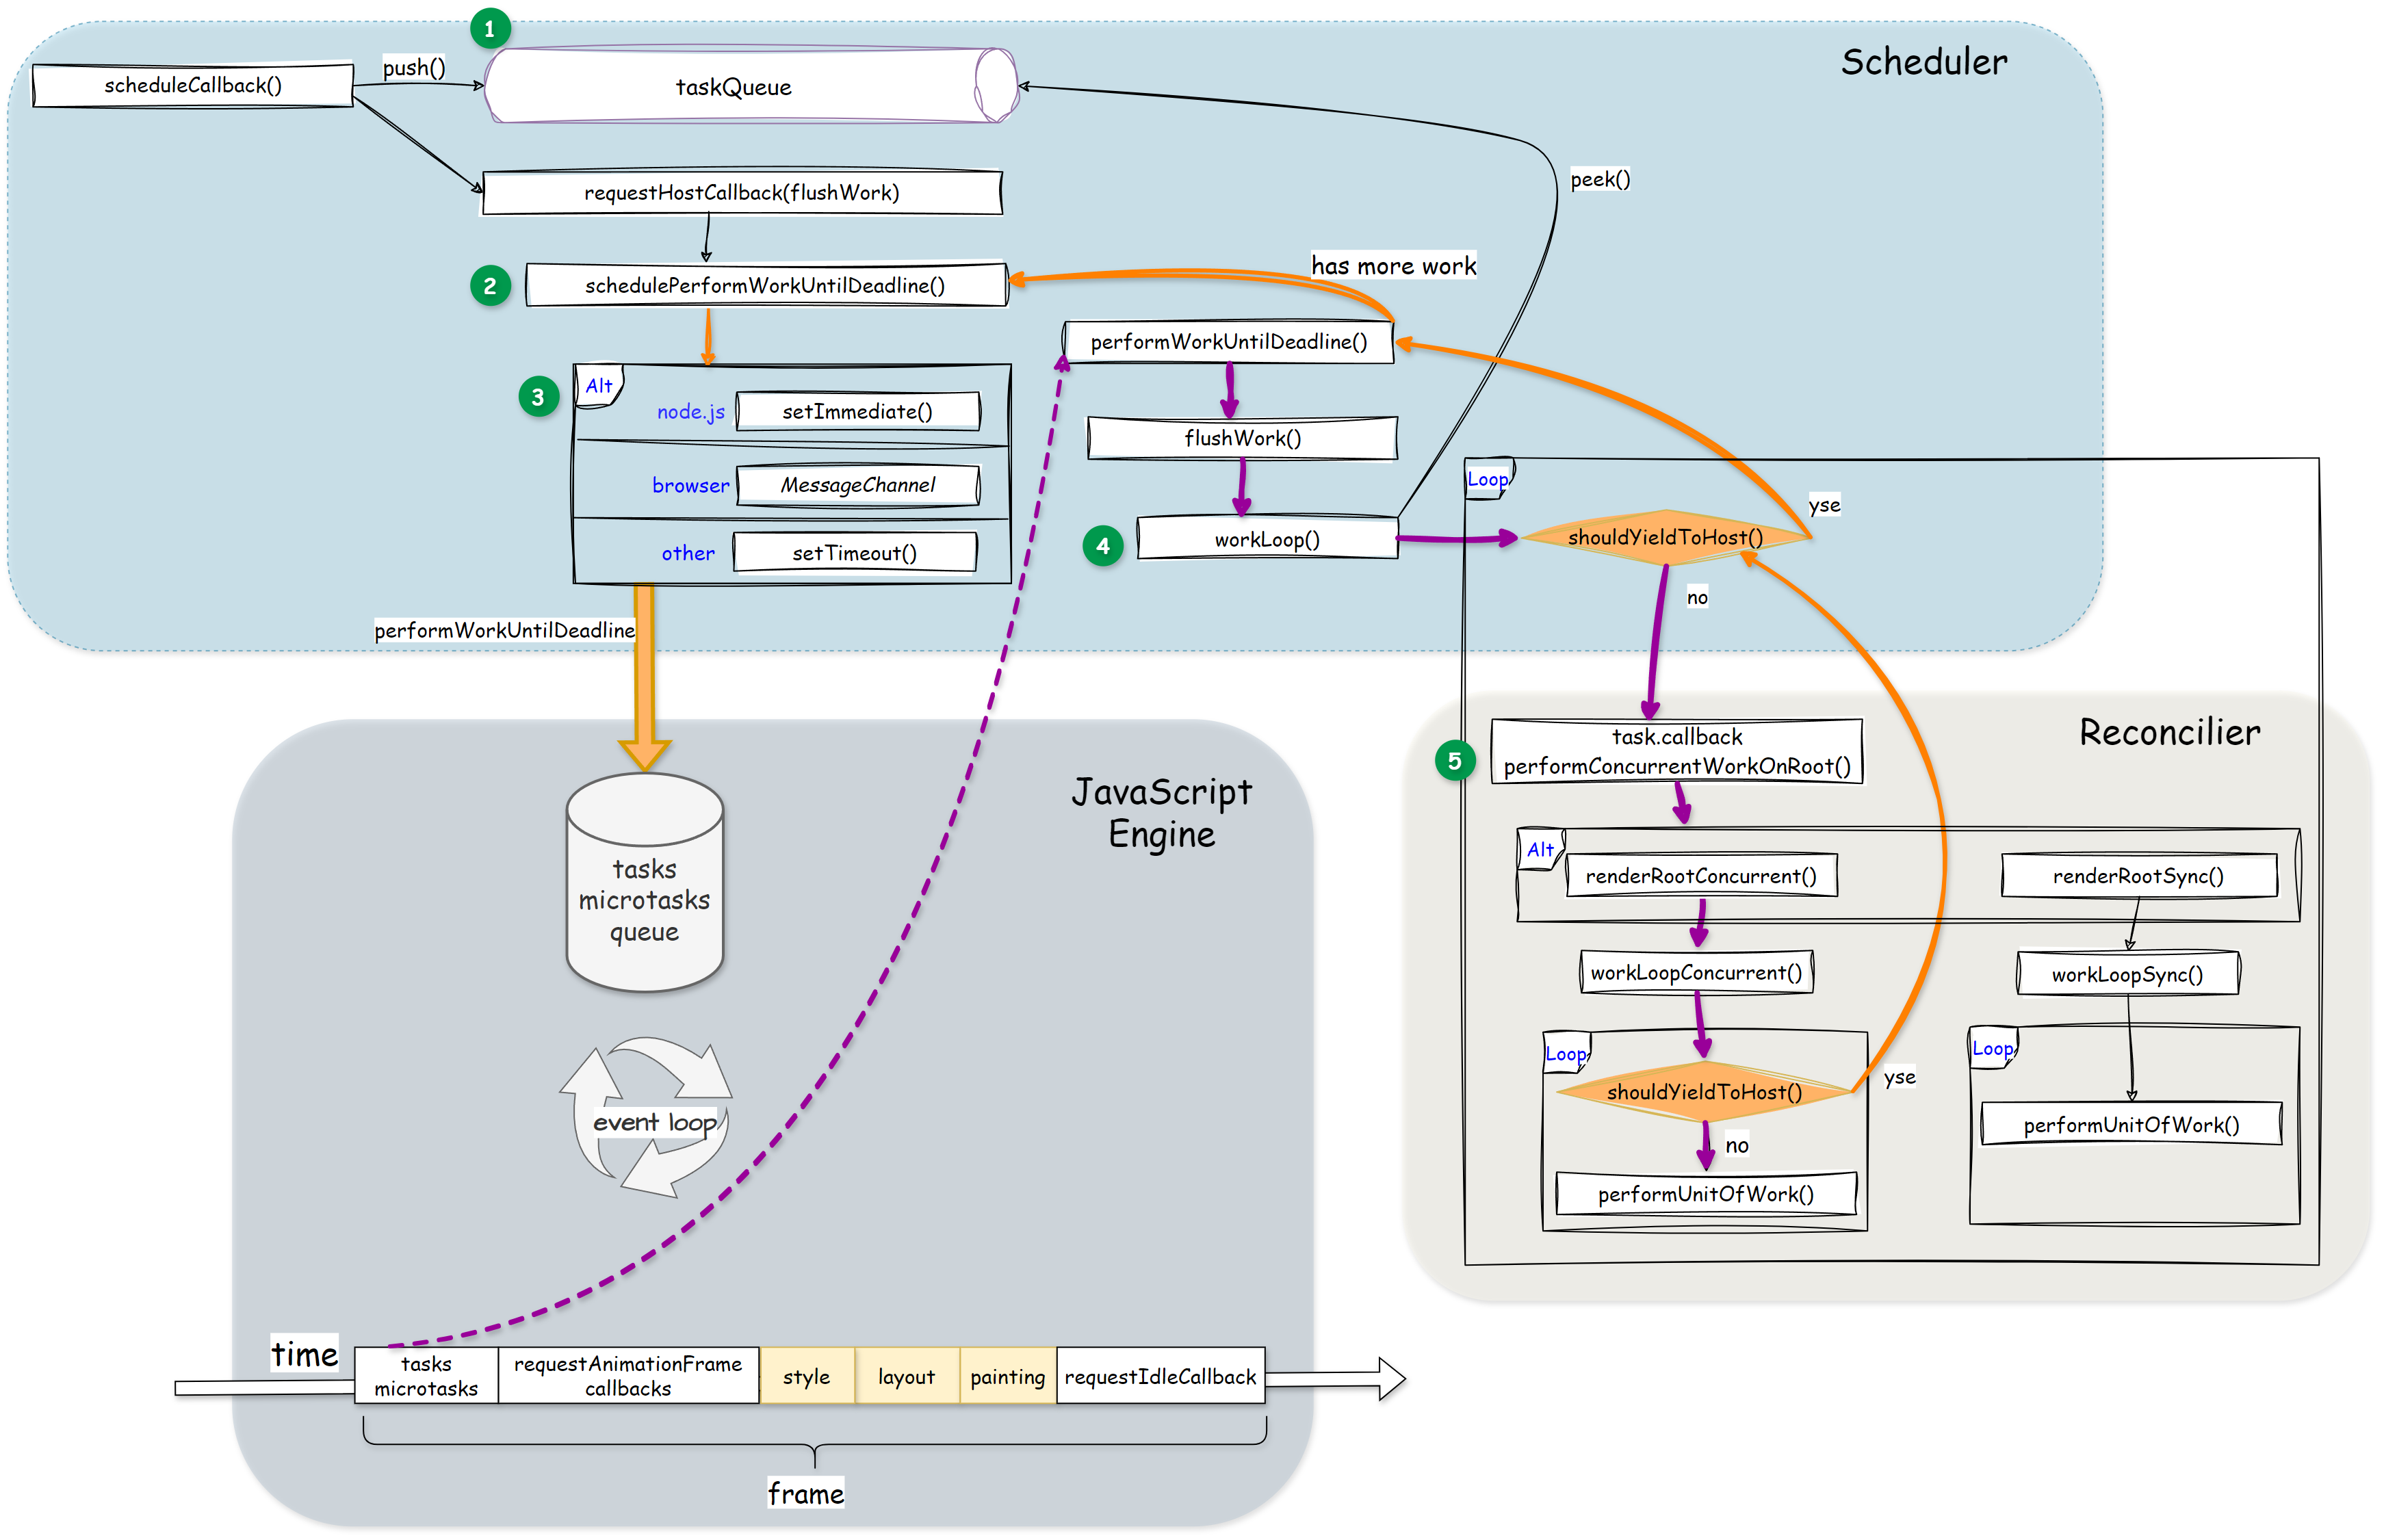 1
Scheduler
scheduleCallback()
push()
taskQueue
peek()
requestHostCallback(flushWork)
has more work
2
schedulePerformWorkUntilDeadline()
performWorkUntilDeadline()
3
Alt
node.js
setImmediate()
flushWork()
browser
MessageChannel
Loop
yse
4
workLoop()
shouldYieldToHost()
other
setTimeout()
no
performWorkUntilDeadline
Reconcilier
5
task.callback
performConcurrentWorkOnRoot()
JavaScript
Engine
Alt
renderRootConcurrent()
renderRootSync()
tasks
microtasks
queue
workLoopConcurrent()
workLoopSync()
Loop
Loop
yse
shouldYieldToHost()
event loop
performUnitOfWork()
no
performUnitOfWork()
time
tasks
microtasks
requestAnimationFrame
callbacks
style
layout
painting
requestIdleCallback
frame